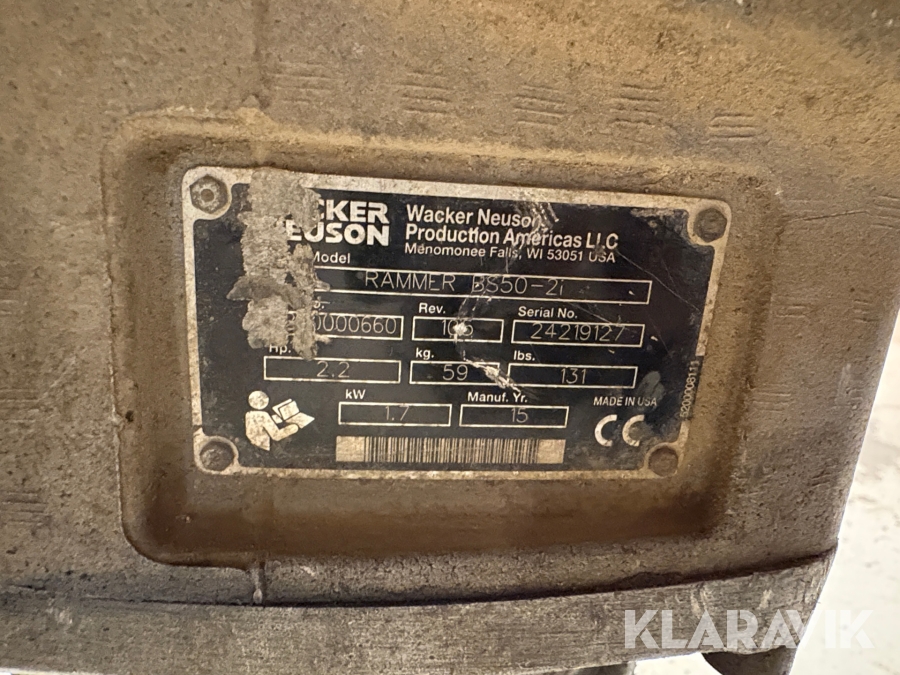 CKER
EUSON
Wacker Neuson
Production Americas LLC
Menomonee Falls, WI 53051 USA
Model
RAMMER BS50-2i
Rev.
Serial No.
0000660
24219127
Hp.
kg.
lbs.
2.2
59
131
kW
Manuf. Yr.
MADE IN USA
1.7
15
CE
5200008111
KLARAVIK